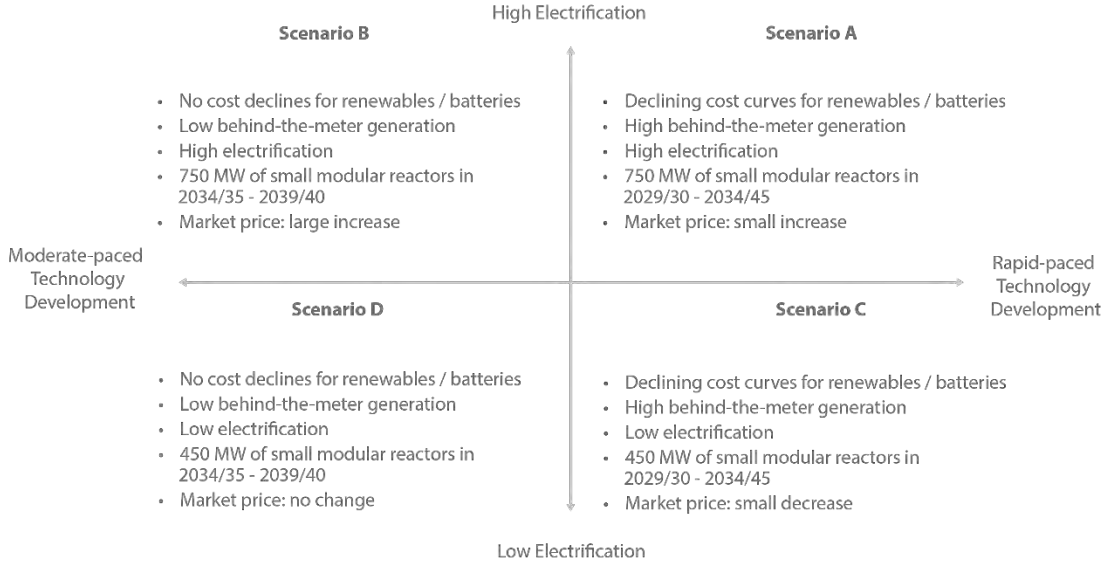 High Electrification
Scenario B
• No cost declines for renewables / batteries
• Low behind-the-meter generation
• High electrification
• 750 MW of small modular reactors in
2034/35 - 2039/40
• Market price: large increase
Scenario A
• Declining cost curves for renewables / batteries
• High behind-the-meter generation
• High electrification
• 750 MW of small modular reactors in
2029/30 - 2034/45
• Market price: small increase
Moderate-paced
Technology
Development
Rapid-paced
Technology
Development
Scenario D
• No cost declines for renewables / batteries
• Low behind-the-meter generation
• Low electrification
• 450 MW of small modular reactors in
2034/35 - 2039/40
• Market price: no change
Scenario C
• Declining cost curves for renewables / batteries
• High behind-the-meter generation
• Low electrification
• 450 MW of small modular reactors in
2029/30 - 2034/45
• Market price: small decrease
Low Electrification